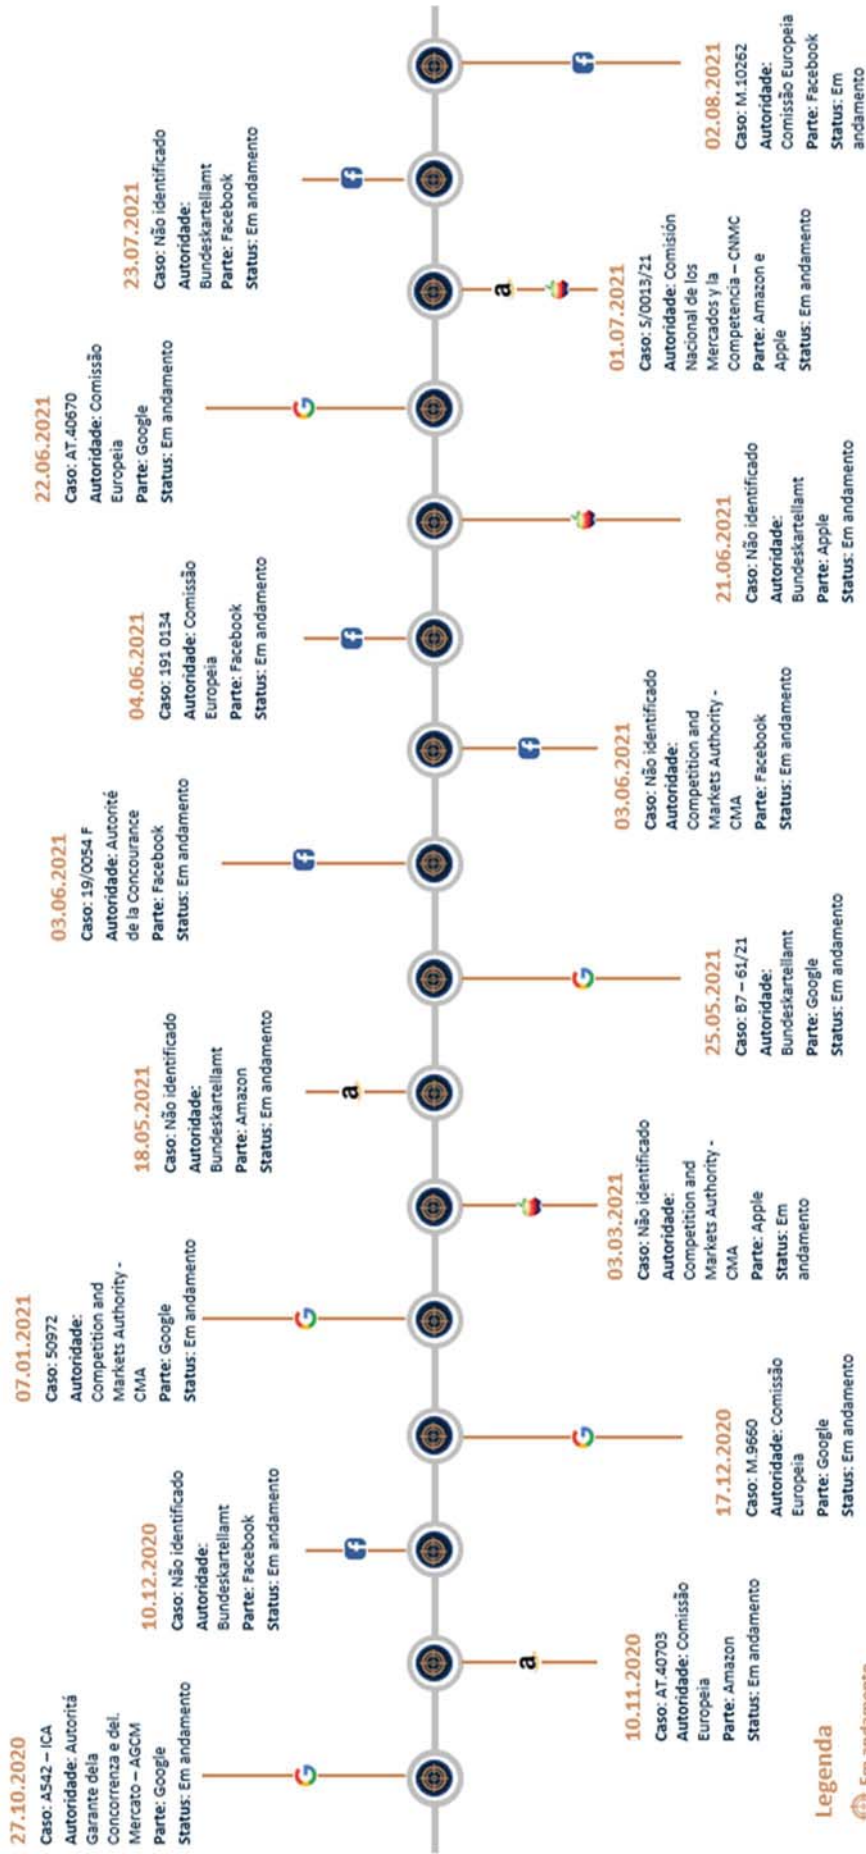 27.10.2020
Caso: A542 – ICA
Autoridade: Autoritá
Garante dela
Concorrenza e del.
Mercato – AGCM
Parte: Google
Status: Em andamento
10.11.2020
Caso: AT.40703
Autoridade: Comissão
Europeia
Parte: Amazon
Status: Em andamento
10.12.2020
Caso: Não identificado
Autoridade:
Bundeskartellamt
Parte: Facebook
Status: Em andamento
17.12.2020
Caso: M.9660
Autoridade: Comissão
Europeia
Parte: Google
Status: Em andamento
07.01.2021
Caso: 50972
Autoridade:
Competition and
Markets Authority -
CMA
Parte: Google
Status: Em andamento
03.03.2021
Caso: Não identificado
Autoridade:
Competition and
Markets Authority -
CMA
Parte: Apple
Status: Em
andamento
18.05.2021
Caso: Não identificado
Autoridade:
Bundeskartellamt
Parte: Amazon
Status: Em andamento
25.05.2021
Caso: B7 – 61/21
Autoridade:
Bundeskartellamt
Parte: Google
Status: Em andamento
03.06.2021
Caso: 19/0054 F
Autoridade: Autorité
de la Concourance
Parte: Facebook
Status: Em andamento
03.06.2021
Caso: Não identificado
Autoridade:
Competition and
Markets Authority -
CMA
Parte: Facebook
Status: Em andamento
04.06.2021
Caso: 191 0134
Autoridade: Comissão
Europeia
Parte: Facebook
Status: Em andamento
21.06.2021
Caso: Não identificado
Autoridade:
Bundeskartellamt
Parte: Apple
Status: Em andamento
22.06.2021
Caso: AT.40670
Autoridade: Comissão
Europeia
Parte: Google
Status: Em andamento
01.07.2021
Caso: S/0013/21
Autoridade: Comisión
Nacional de los
Mercados y la
Competencia – CNMC
Parte: Amazon e
Apple
Status: Em andamento
23.07.2021
Caso: Não identificado
Autoridade:
Bundeskartellamt
Parte: Facebook
Status: Em andamento
02.08.2021
Caso: M.10262
Autoridade:
Comissão Europeia
Parte: Facebook
Status: Em
andamento
Legenda
Em andamento